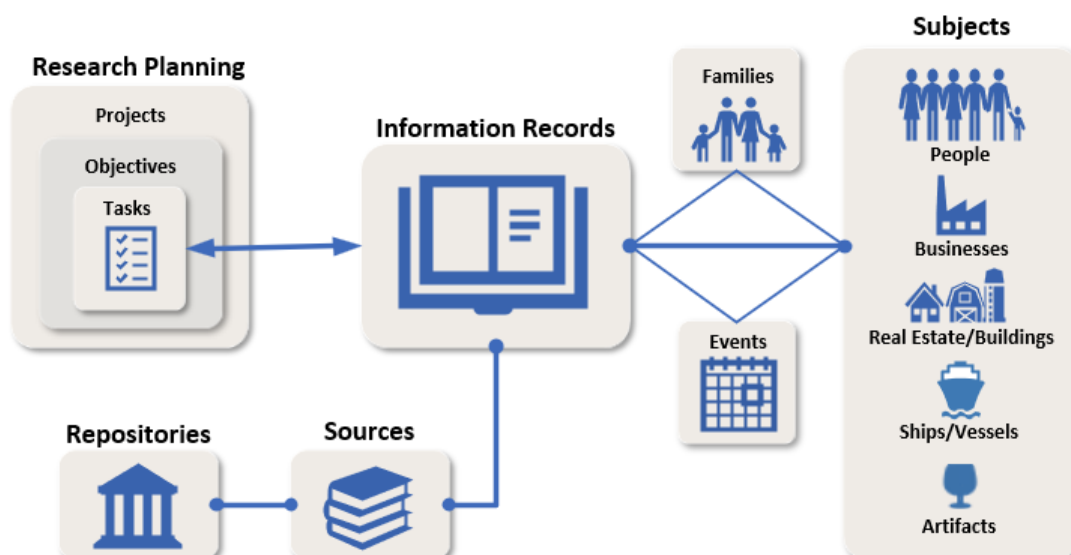 Research Planning
Projects
Objectives
Tasks
Information Records
Families
Events
Subjects
People
Businesses
Real Estate/Buildings
Ships/Vessels
Artifacts
Repositories
Sources